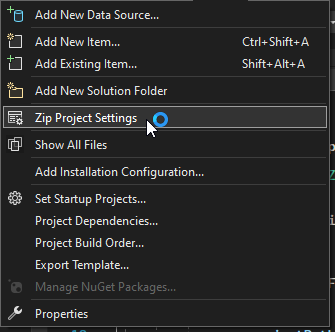 Add New Data Source...
Add New Item... Ctrl+Shift+A
Add Existing Item... Shift+Alt+A
Add New Solution Folder
Zip Project Settings
Show All Files
Add Installation Configuration...
Set Startup Projects...
Project Dependencies...
Project Build Order...
Export Template...
Manage NuGet Packages...
Properties